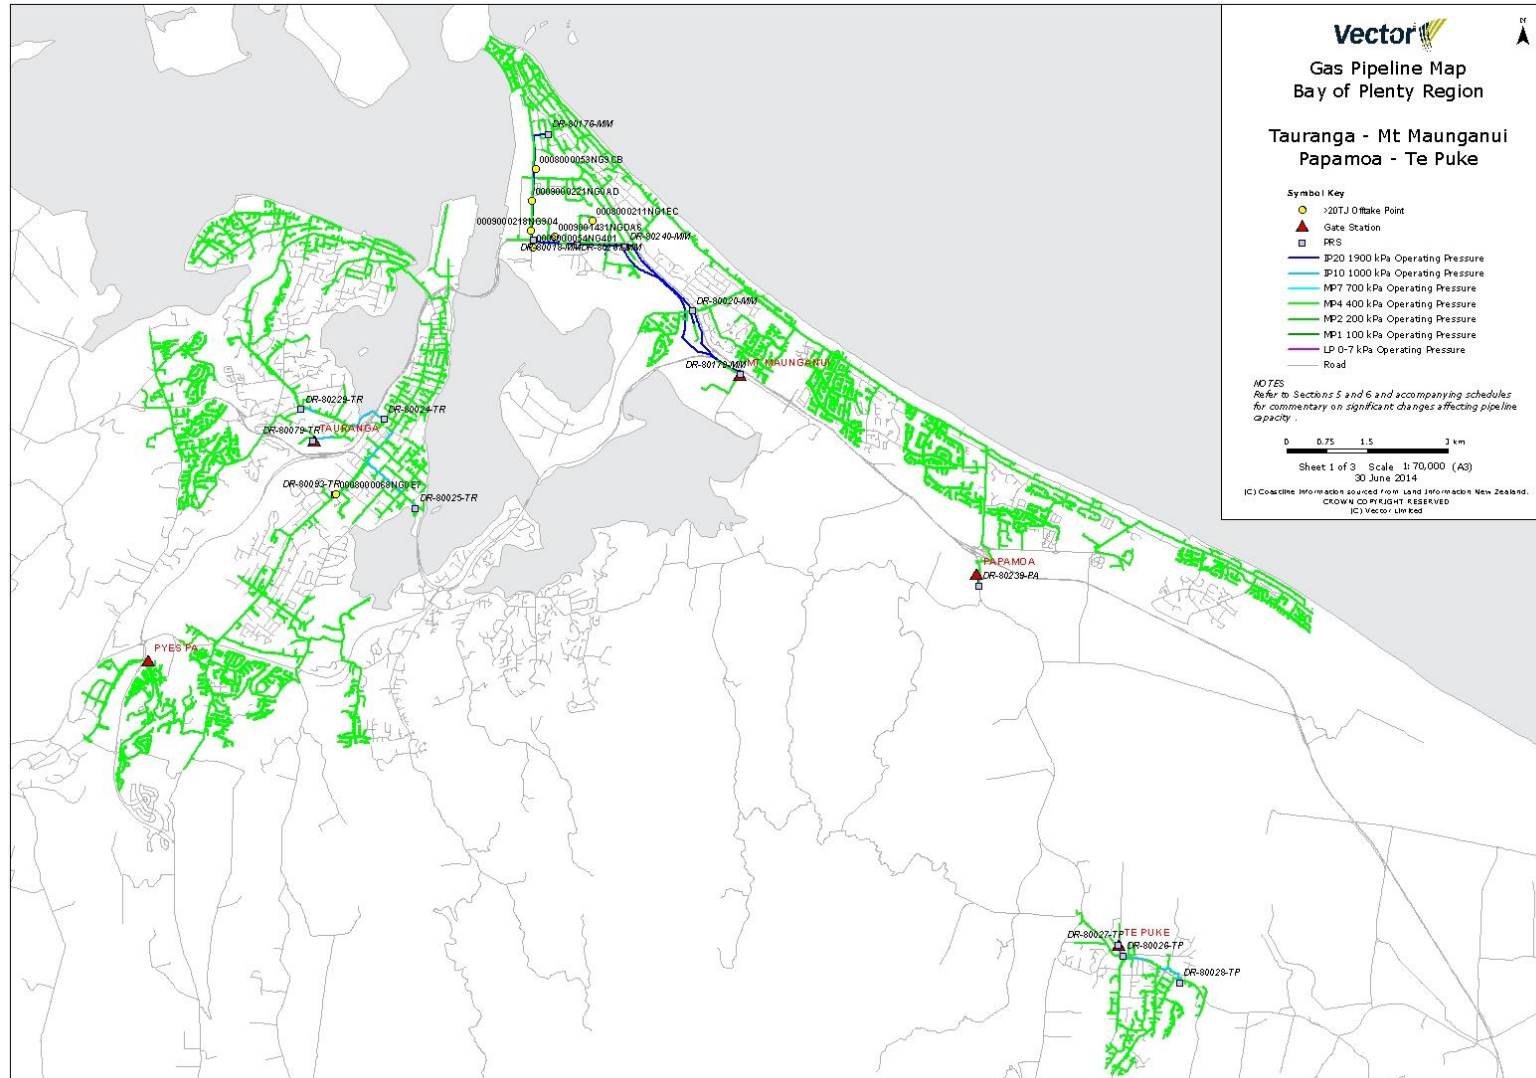 Vector
N
Gas Pipeline Map
Bay of Plenty Region
Tauranga - Mt Maunganui
Papamoa - Te Puke
Symbol Key
>20TJ Offtake Point
Gate Station
PRS
IP20 1900 kPa Operating Pressure
IP10 1000 kPa Operating Pressure
MP7 700 kPa Operating Pressure
MP4 400 kPa Operating Pressure
MP2 200 kPa Operating Pressure
MP1 100 kPa Operating Pressure
LP 0-7 kPa Operating Pressure
Road
NOTES
Refer to Sections 5 and 6 and accompanying schedules
for commentary on significant changes affecting pipeline
capacity .
0 0.75 1.5 3 km
Sheet 1 of 3 Scale 1:70,000 (A3)
30 June 2014
(C) Coastline information sourced from Land Information New Zealand.
CROWN COPYRIGHT RESERVED
(C) Vector Limited
DR-80176-MM
0008000053NG9CB
0009000221NG0AD
0008000211NG1EC
0009000218NG904
0009001431NGDA6
DR-80240-MM
DR-80018-MM
DR-80020-MM
DR-80179-MM
MT MAUNGANUI
DR-80229-TR
DR-80024-TR
DR-80079-TR
TAURANGA
DR-80093-TR
0008000068NG0E7
DR-80025-TR
PAPAMOA
DR-80239-PA
PYES PA
DR-80027-TP
TE PUKE
DR-80026-TP
DR-80028-TP